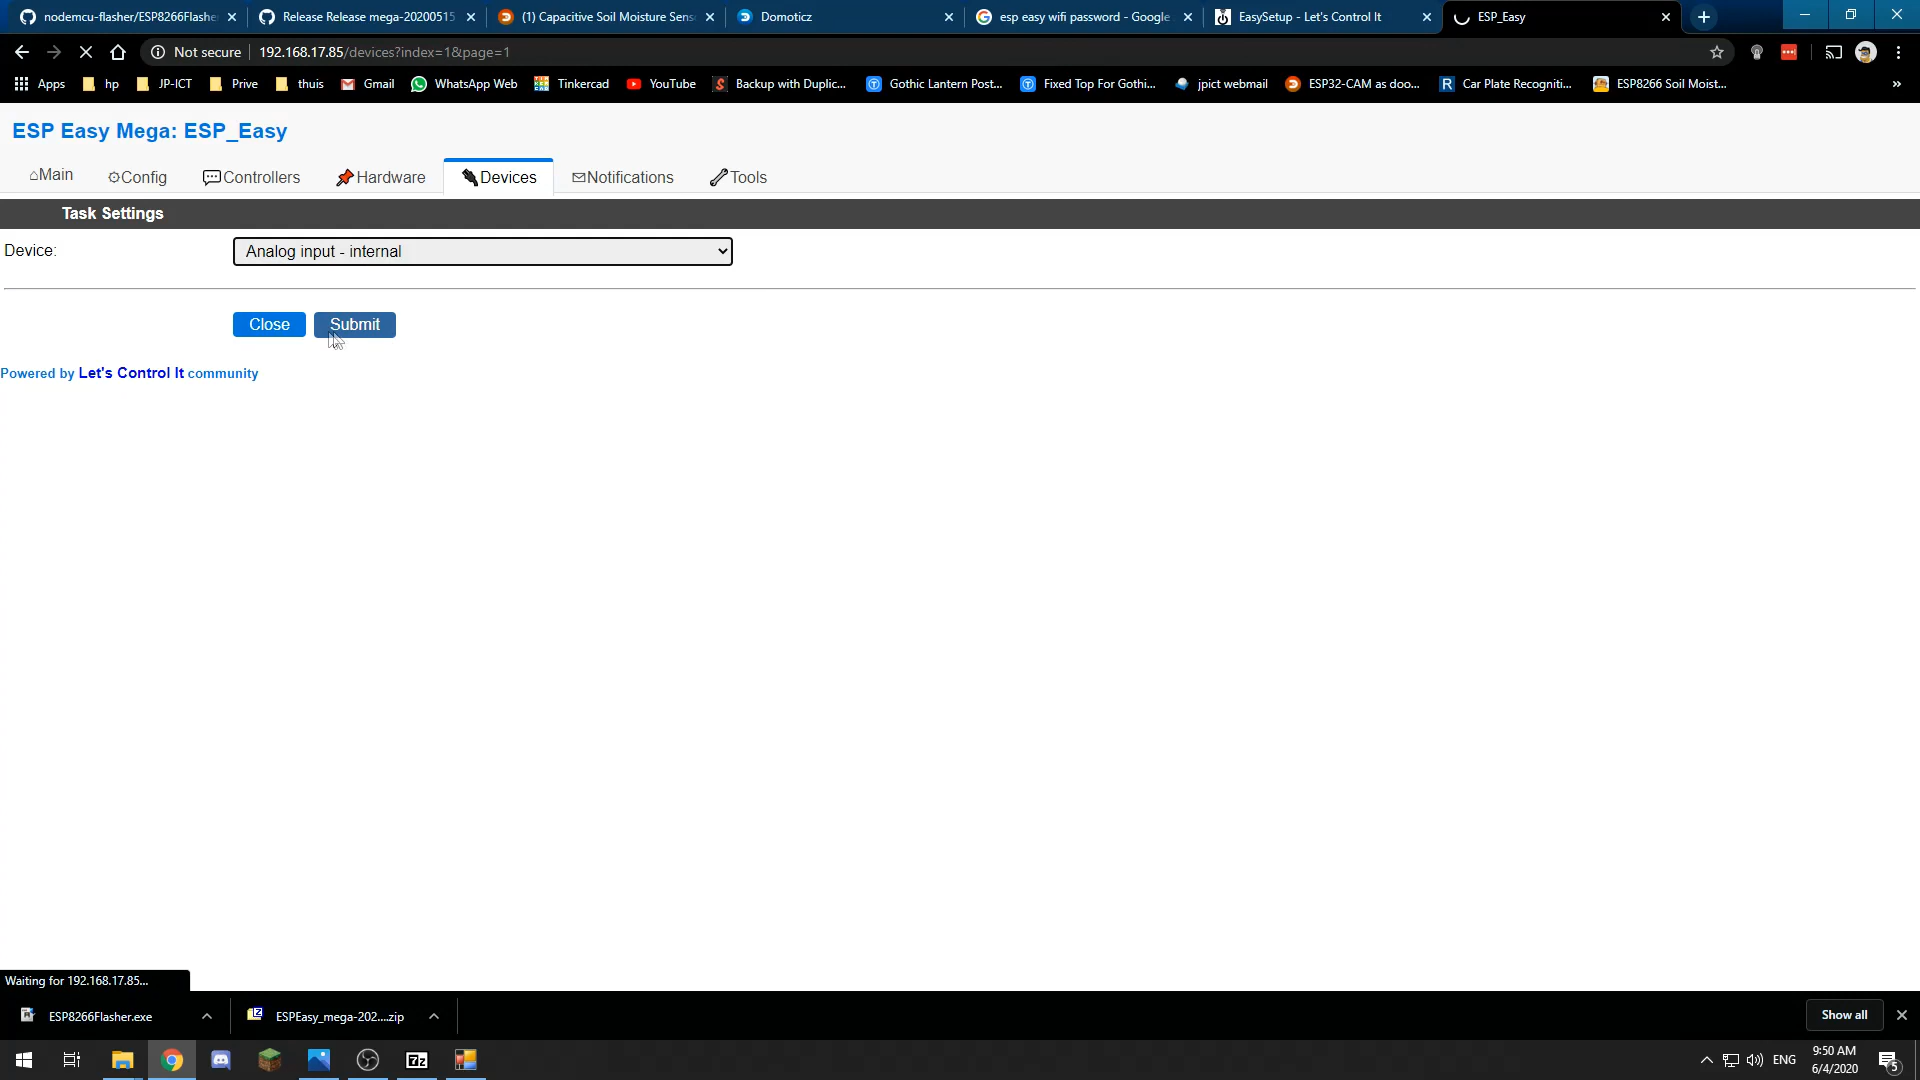 nodemcu-flasher/ESP8266Flashe
Release Release mega-20200515
(1) Capacitive Soil Moisture Sens
Domoticz
esp easy wifi password - Google
EasySetup - Let's Control It
ESP_Easy
Not secure
192.168.17.85/devices?index=1&page=1
Apps
hp
JP-ICT
Prive
thuis
Gmail
WhatsApp Web
Tinkercad
YouTube
Backup with Duplic...
Gothic Lantern Post...
Fixed Top For Gothi...
jpict webmail
ESP32-CAM as doo...
Car Plate Recogniti...
ESP8266 Soil Moist...
»
ESP Easy Mega: ESP_Easy
Main
Config
Controllers
Hardware
Devices
Notifications
Tools
Task Settings
Device:
Analog input - internal
Close
Submit
Powered by Let's Control It community
Waiting for 192.168.17.85...
ESP8266Flasher.exe
ESPEasy_mega-202....zip
Show all
7z
ENG
9:50 AM
6/4/2020
5